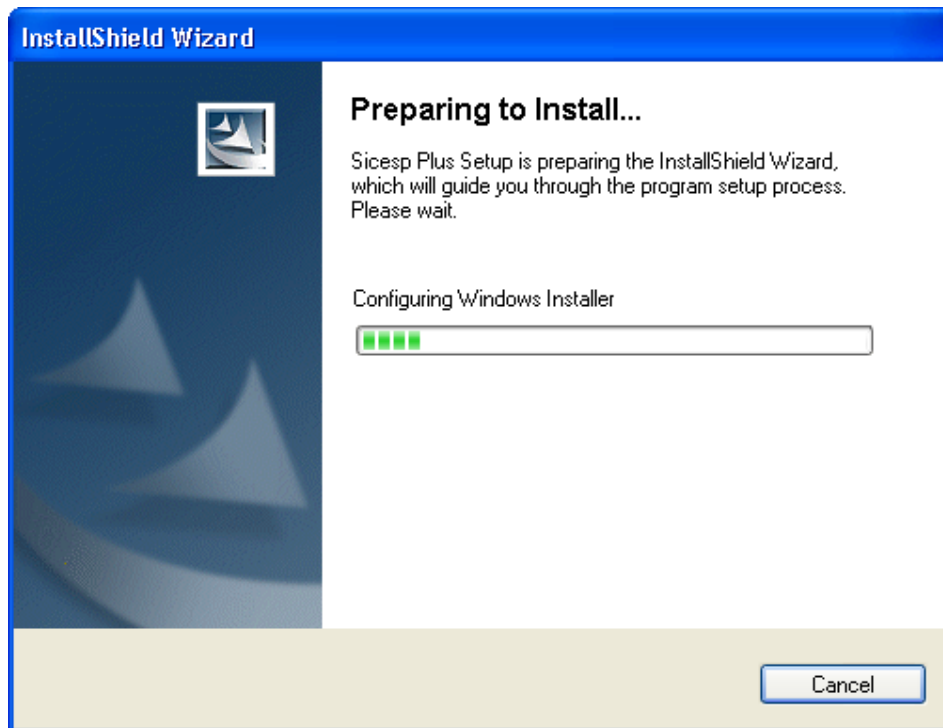 InstallShield Wizard
Preparing to Install...
Sicesp Plus Setup is preparing the InstallShield Wizard,
which will guide you through the program setup process.
Please wait.
Configuring Windows Installer
Cancel